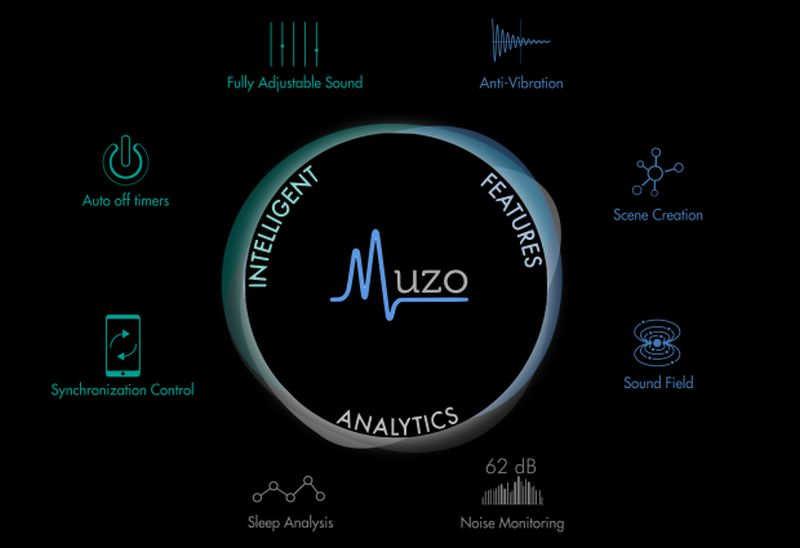 Fully Adjustable Sound
Anti-Vibration
Auto off timers
Scene Creation
INTELLIGENT
FEATURES
Muzo
Synchronization Control
Sound Field
ANALYTICS
62 dB
Sleep Analysis
Noise Monitoring